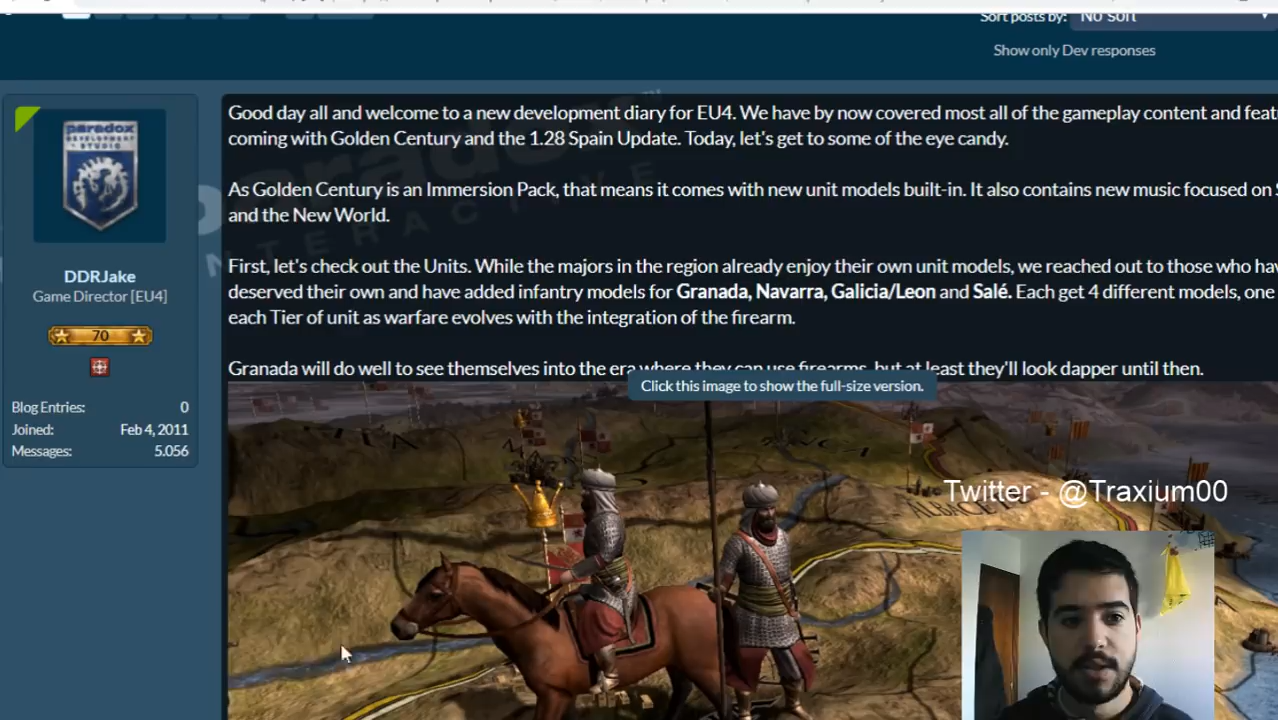 Sort posts by: No sort
Show only Dev responses
paradox
DEVELOPMENT
STUDIO
DDRJake
Game Director [EU4]
70
Blog Entries: 0
Joined: Feb 4, 2011
Messages: 5.056
Good day all and welcome to a new development diary for EU4. We have by now covered most all of the gameplay content and feat
coming with Golden Century and the 1.28 Spain Update. Today, let's get to some of the eye candy.
As Golden Century is an Immersion Pack, that means it comes with new unit models built-in. It also contains new music focused on S
and the New World.
First, let's check out the Units. While the majors in the region already enjoy their own unit models, we reached out to those who hav
deserved their own and have added infantry models for Granada, Navarra, Galicia/Leon and Salé. Each get 4 different models, one
each Tier of unit as warfare evolves with the integration of the firearm.
Granada will do well to see themselves into the era where they can use firearms, but at least they'll look dapper until then.
Click this image to show the full-size version.
Twitter - @Traxium00
ALBACETE